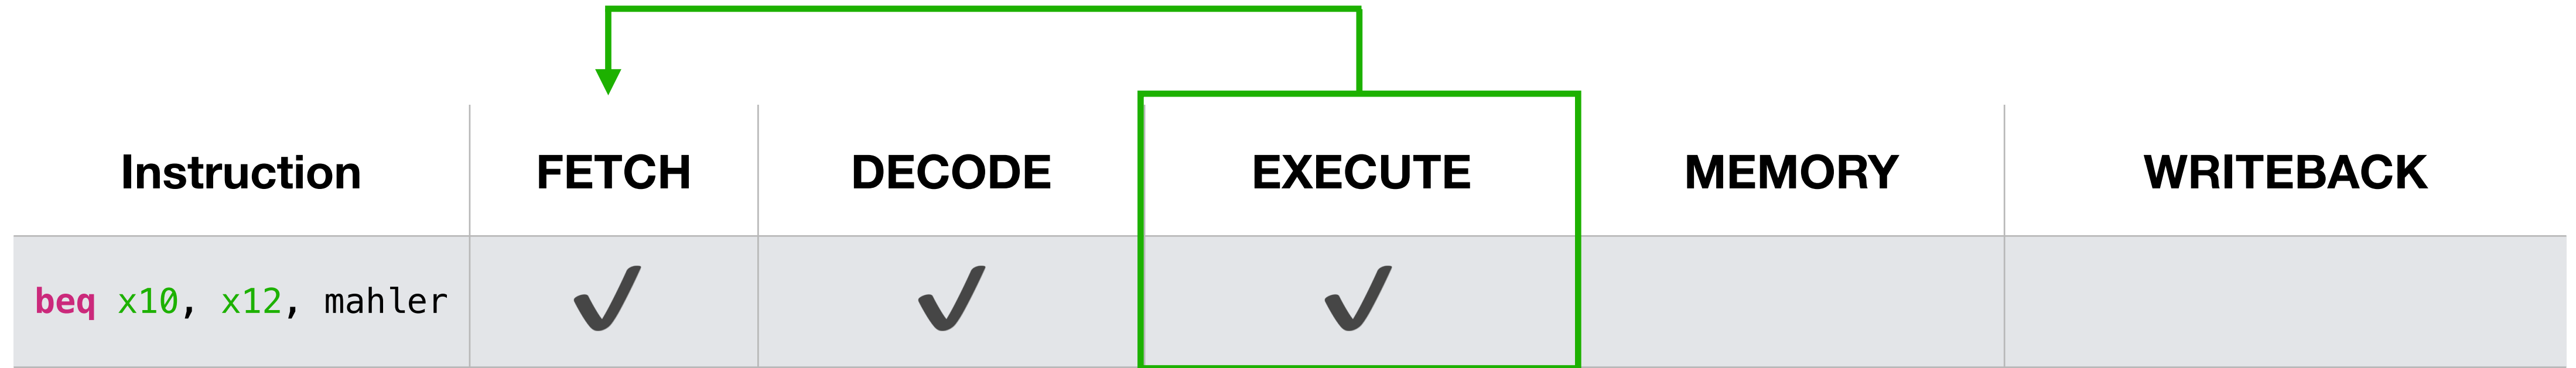 Instruction FETCH DECODE EXECUTE MEMORY WRITEBACK
beq x10, x12, mahler